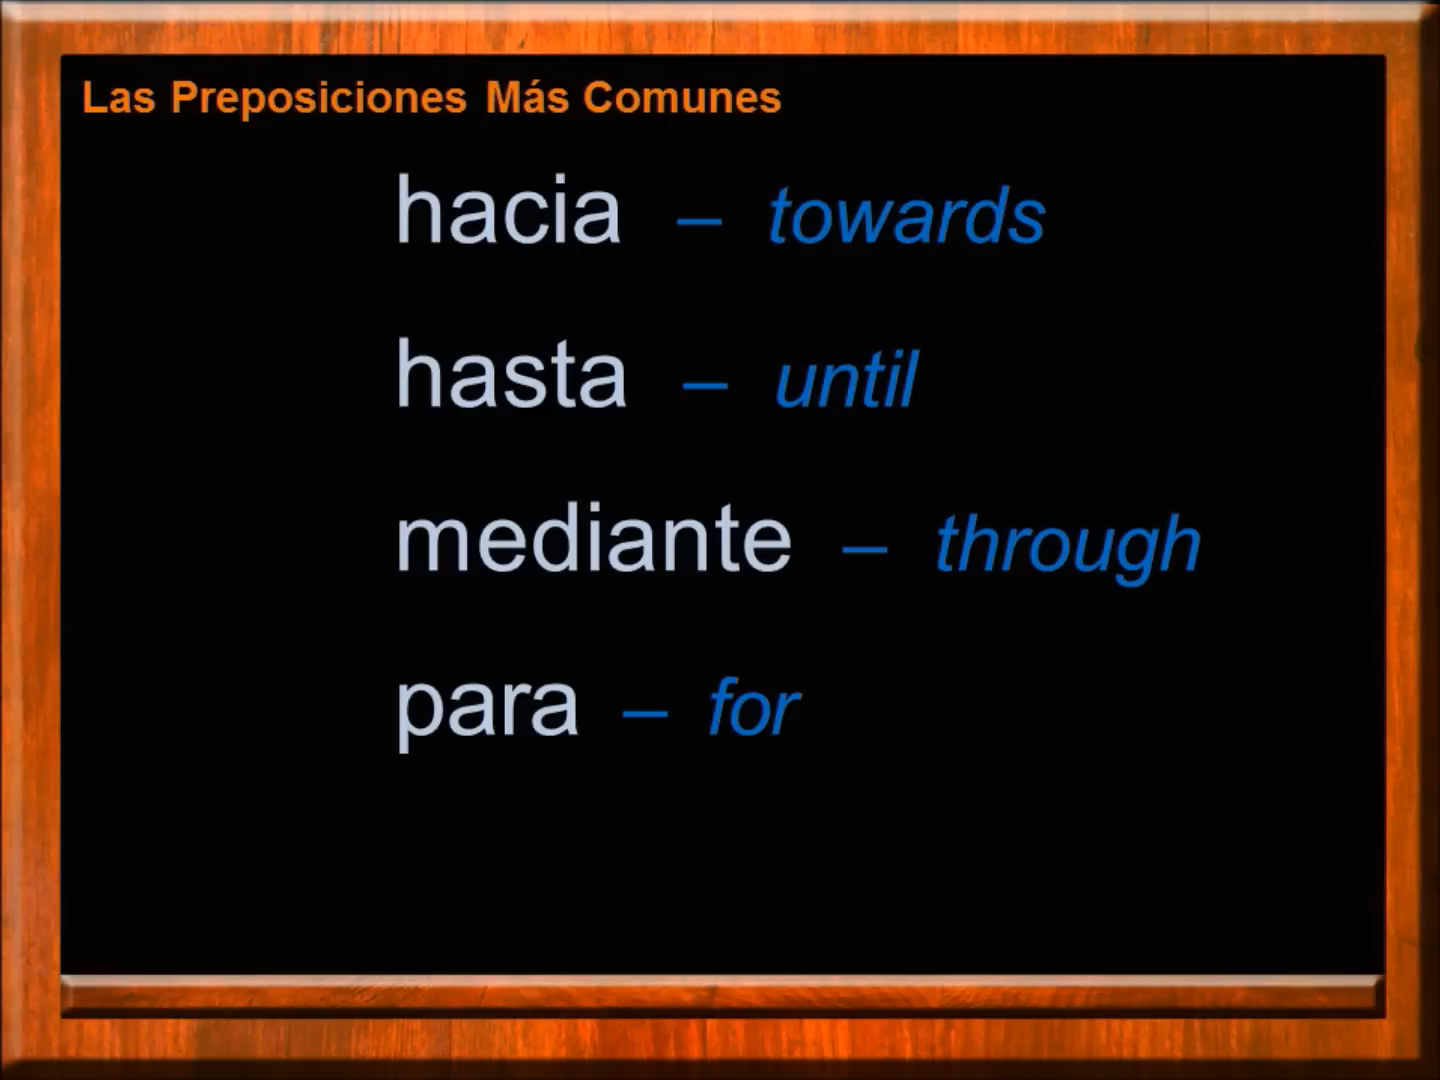 Las Preposiciones Más Comunes
hacia – towards
hasta – until
mediante – through
para – for